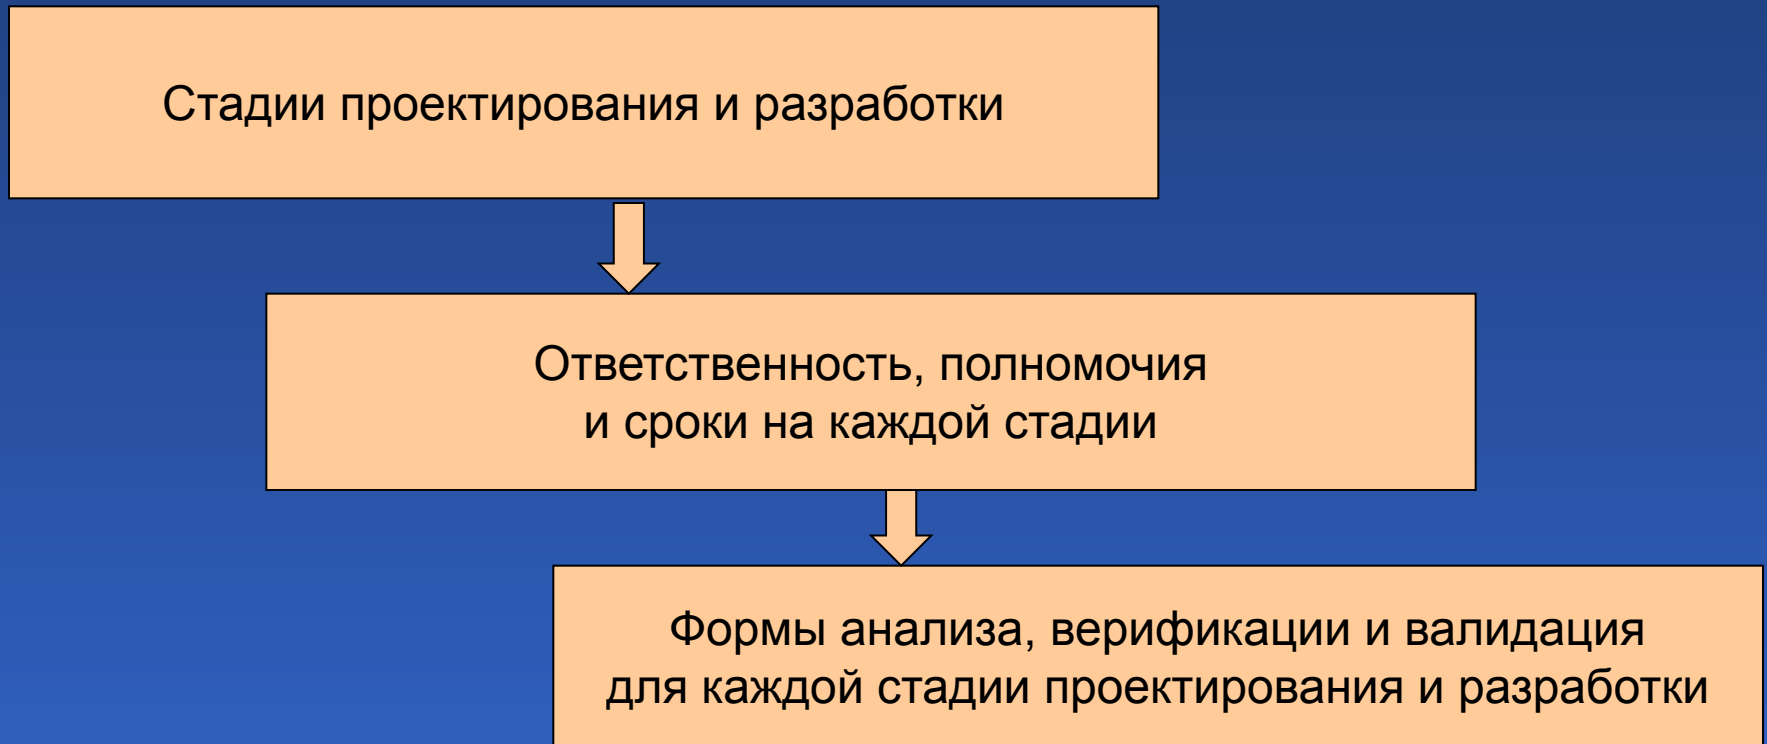 Стадии проектирования и разработки
Ответственность, полномочия
и сроки на каждой стадии
Формы анализа, верификации и валидация
для каждой стадии проектирования и разработки